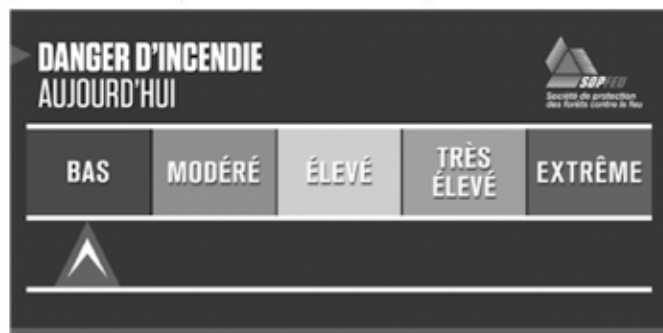 DANGER D'INCENDIE
AUJOURD'HUI
SOPFEU
Société de protection
des forêts contre le feu
BAS
MODÉRÉ
ÉLEVÉ
TRÈS
ÉLEVÉ
EXTRÊME